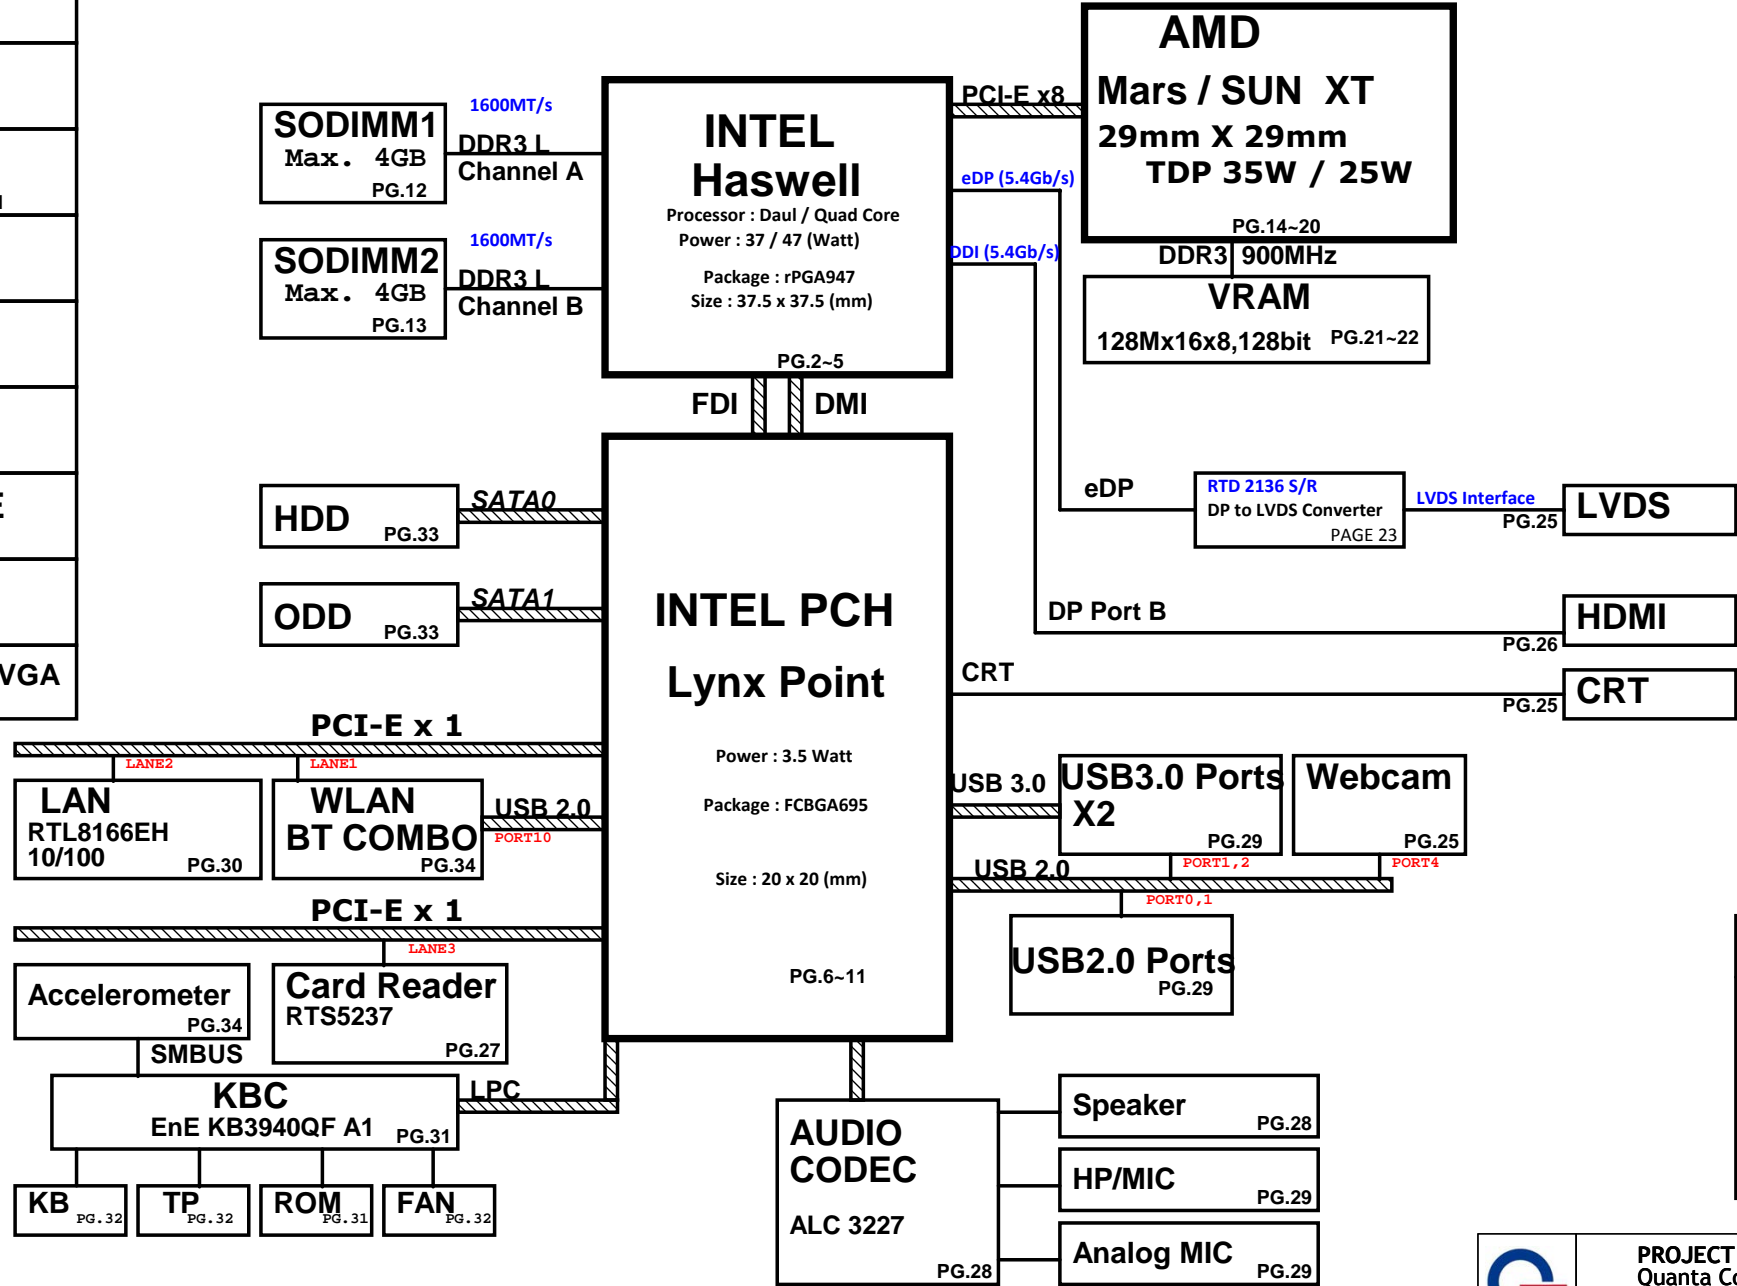 AMD
Mars / SUN XT
29mm X 29mm
TDP 35W / 25W
PG.14~20
PCI-E x8
1600MT/s
SODIMM1
Max. 4GB
PG.12
DDR3 L
Channel A
INTEL
Haswell
Processor : Daul / Quad Core
Power : 37 / 47 (Watt)
Package : rPGA947
Size : 37.5 x 37.5 (mm)
PG.2~5
eDP (5.4Gb/s)
DDI (5.4Gb/s)
1600MT/s
SODIMM2
Max. 4GB
PG.13
DDR3 L
Channel B
DDR3 900MHz
VRAM
128Mx16x8,128bit PG.21~22
FDI DMI
HDD PG.33
SATA0
ODD PG.33
SATA1
INTEL PCH
Lynx Point
Power : 3.5 Watt
Package : FCBGA695
Size : 20 x 20 (mm)
PG.6~11
eDP
RTD 2136 S/R
DP to LVDS Converter
PAGE 23
LVDS Interface
PG.25
LVDS
DP Port B
PG.26
HDMI
CRT
PG.25
CRT
VGA
PCI-E x 1
LANE2 LANE1
LAN
RTL8166EH
10/100 PG.30
WLAN
BT COMBO
PG.34
USB 2.0
PORT10
USB 3.0
USB3.0 Ports
X2
PG.29
PORT1,2
Webcam
PG.25
PORT4
USB 2.0
PORT0,1
USB2.0 Ports
PG.29
PCI-E x 1
LANE3
Accelerometer
PG.34
SMBUS
Card Reader
RTS5237
PG.27
KBC
EnE KB3940QF A1 PG.31
LPC
KB PG.32
TP PG.32
ROM PG.31
FAN PG.32
AUDIO
CODEC
ALC 3227
PG.28
Speaker
PG.28
HP/MIC
PG.29
Analog MIC
PG.29
PROJECT
Quanta Co